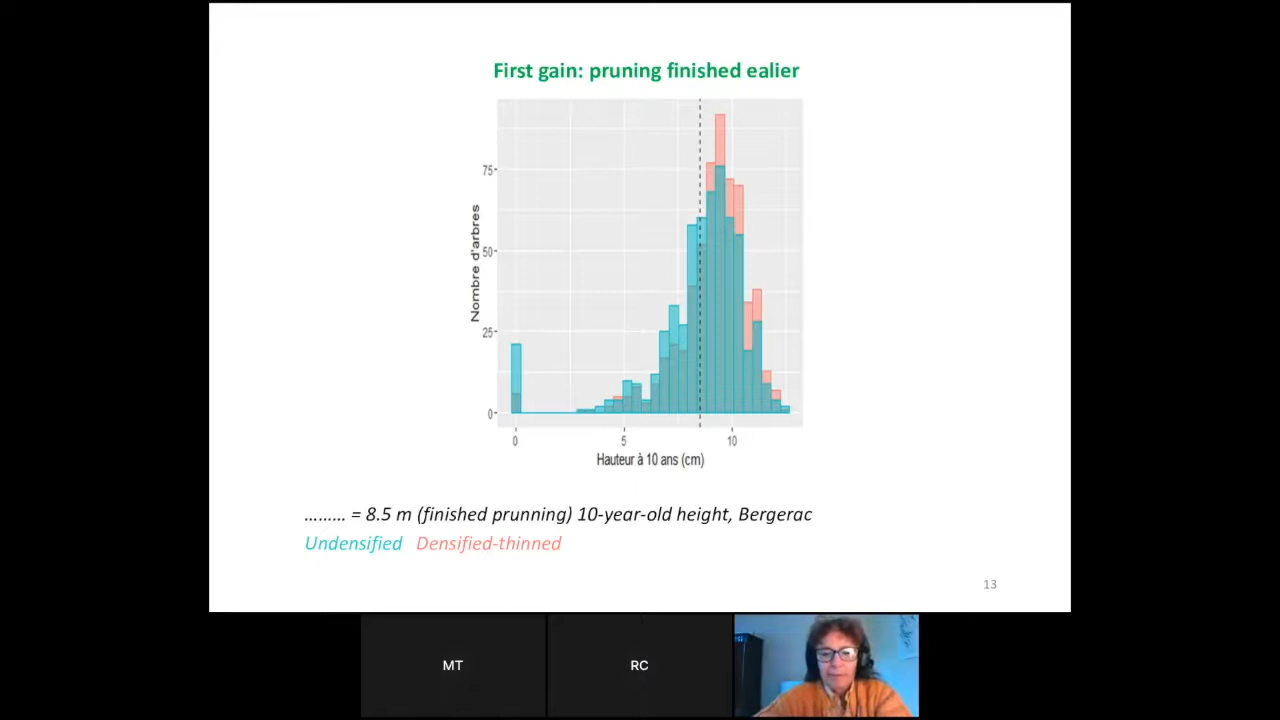 First gain: pruning finished ealier
Nombre d'arbres
75
50
25
0
0 5 10
Hauteur à 10 ans (cm)
......... = 8.5 m (finished prunning) 10-year-old height, Bergerac
Undensified Densified-thinned
13
MT
RC